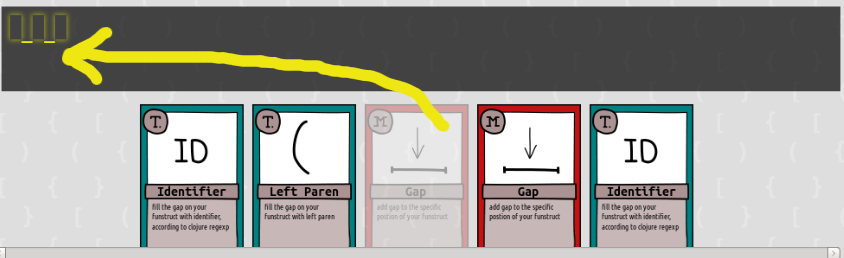 T.
ID
Identifier
fill the gap on your
funstruct with identifier,
according to clojure regexp
T.
(
Left Paren
fill the gap on your
funstruct with left paren
M.
Gap
add gap to the specific
postion of your funstruct
M
Gap
add gap to the specific
postion of your funstruct
T.
ID
Identifier
fill the gap on your
funstruct with identifier,
according to clojure regexp